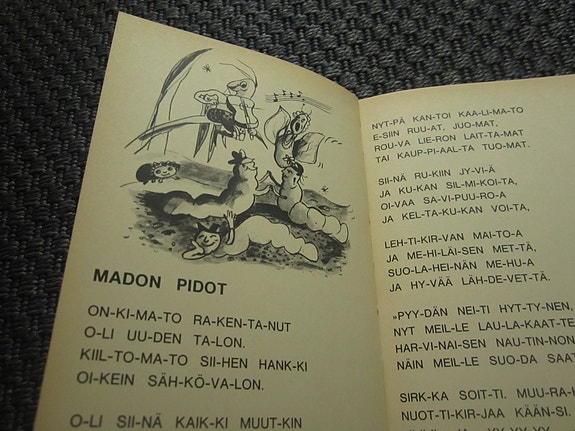 MADON PIDOT
ON-KI-MA-TO RA-KEN-TA-NUT
O-LI UU-DEN TA-LON.
KIIL-TO-MA-TO SII-HEN HANK-KI
OI-KEIN SÄH-KÖ-VA-LON.
O-LI SII-NÄ KAIK-KI MUUT-KIN
NYT-PÄ KAN-TOI KAA-LI-MA-TO
E-SIIN RUU-AT, JUO-MAT,
ROU-VA LIE-RON LAIT-TA-MAT
TAI KAUP-PI-AAL-TA TUO-MAT.
SII-NÄ RU-KIIN JY-VI-Ä
JA KU-KAN SIL-MI-KOI-TA,
OI-VAA SA-VI-PUU-RO-A
JA KEL-TA-KU-KAN VOI-TA,
LEH-TI-KIR-VAN MAI-TO-A
JA ME-HI-LÄI-SEN MET-TÄ,
SUO-LA-HEI-NÄN ME-HU-A
JA HY-VÄÄ LÄH-DE-VET-TÄ.
»PYY-DÄN NEI-TI HYT-TY-NEN,
NYT MEIL-LE LAU-LA-KAAT-TE
HAR-VI-NAI-SEN NAU-TIN-NON
NÄIN MEIL-LE SUO-DA SAAT
SIRK-KA SOIT-TI. MUU-RA-
NUOT-TI-KIR-JAA KÄÄN-SI.